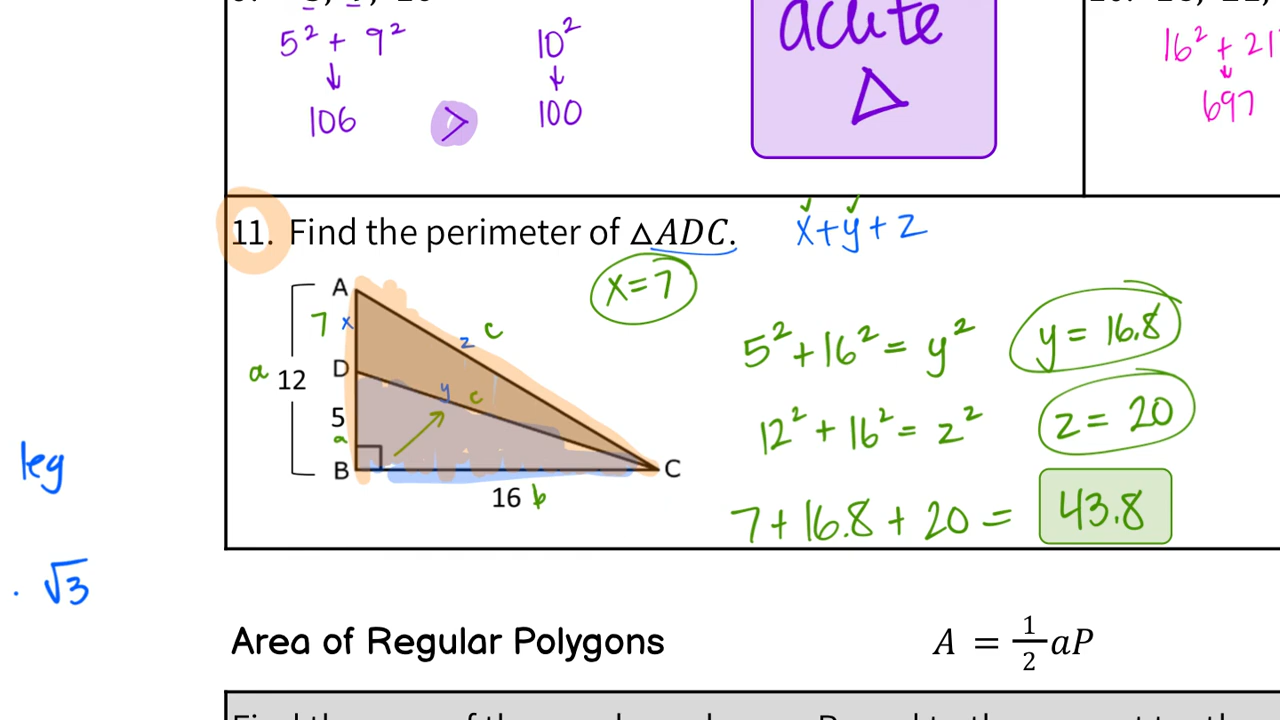 5² + 9² 10²
↓ ↓
106 > 100
acute
△
16² + 21
↓
697
11. Find the perimeter of △ADC. x+y+z
x=7
A
7 x
z c
D
y c
a 12
5
a
B
C
16 b
5² + 16² = y² y = 16.8
12² + 16² = z² z = 20
7 + 16.8 + 20 = 43.8
leg
· √3
Area of Regular Polygons A = 1/2 aP